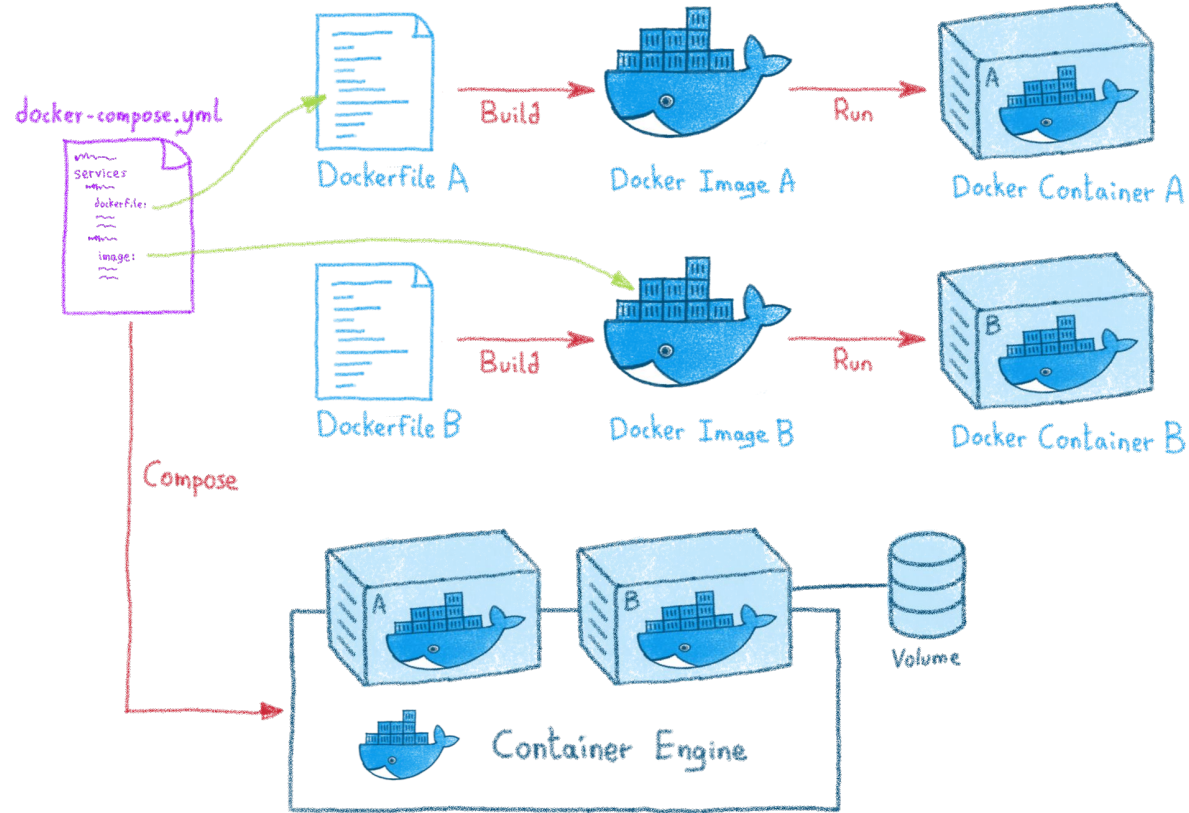 docker-compose.yml
services
dockerfile:
image:
Dockerfile A
Build
Docker Image A
Run
A
Docker Container A
Dockerfile B
Build
Docker Image B
Run
B
Docker Container B
Compose
A
B
Volume
Container Engine